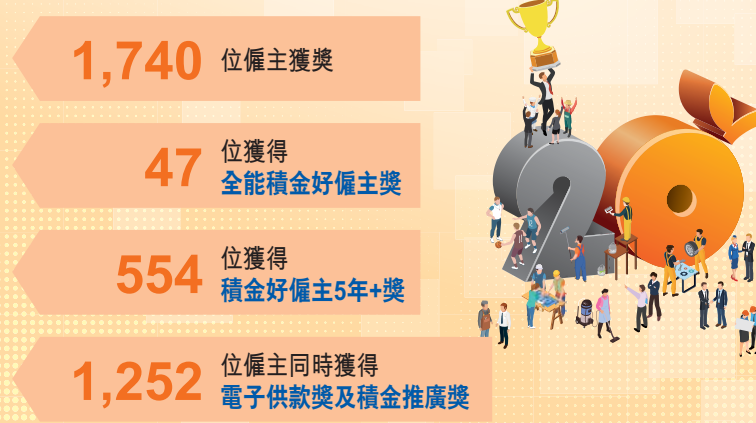 1,740 位僱主獲獎
47 位獲得
全能積金好僱主獎
554 位獲得
積金好僱主5年+獎
1,252 位僱主同時獲得
電子供款獎及積金推廣獎
20